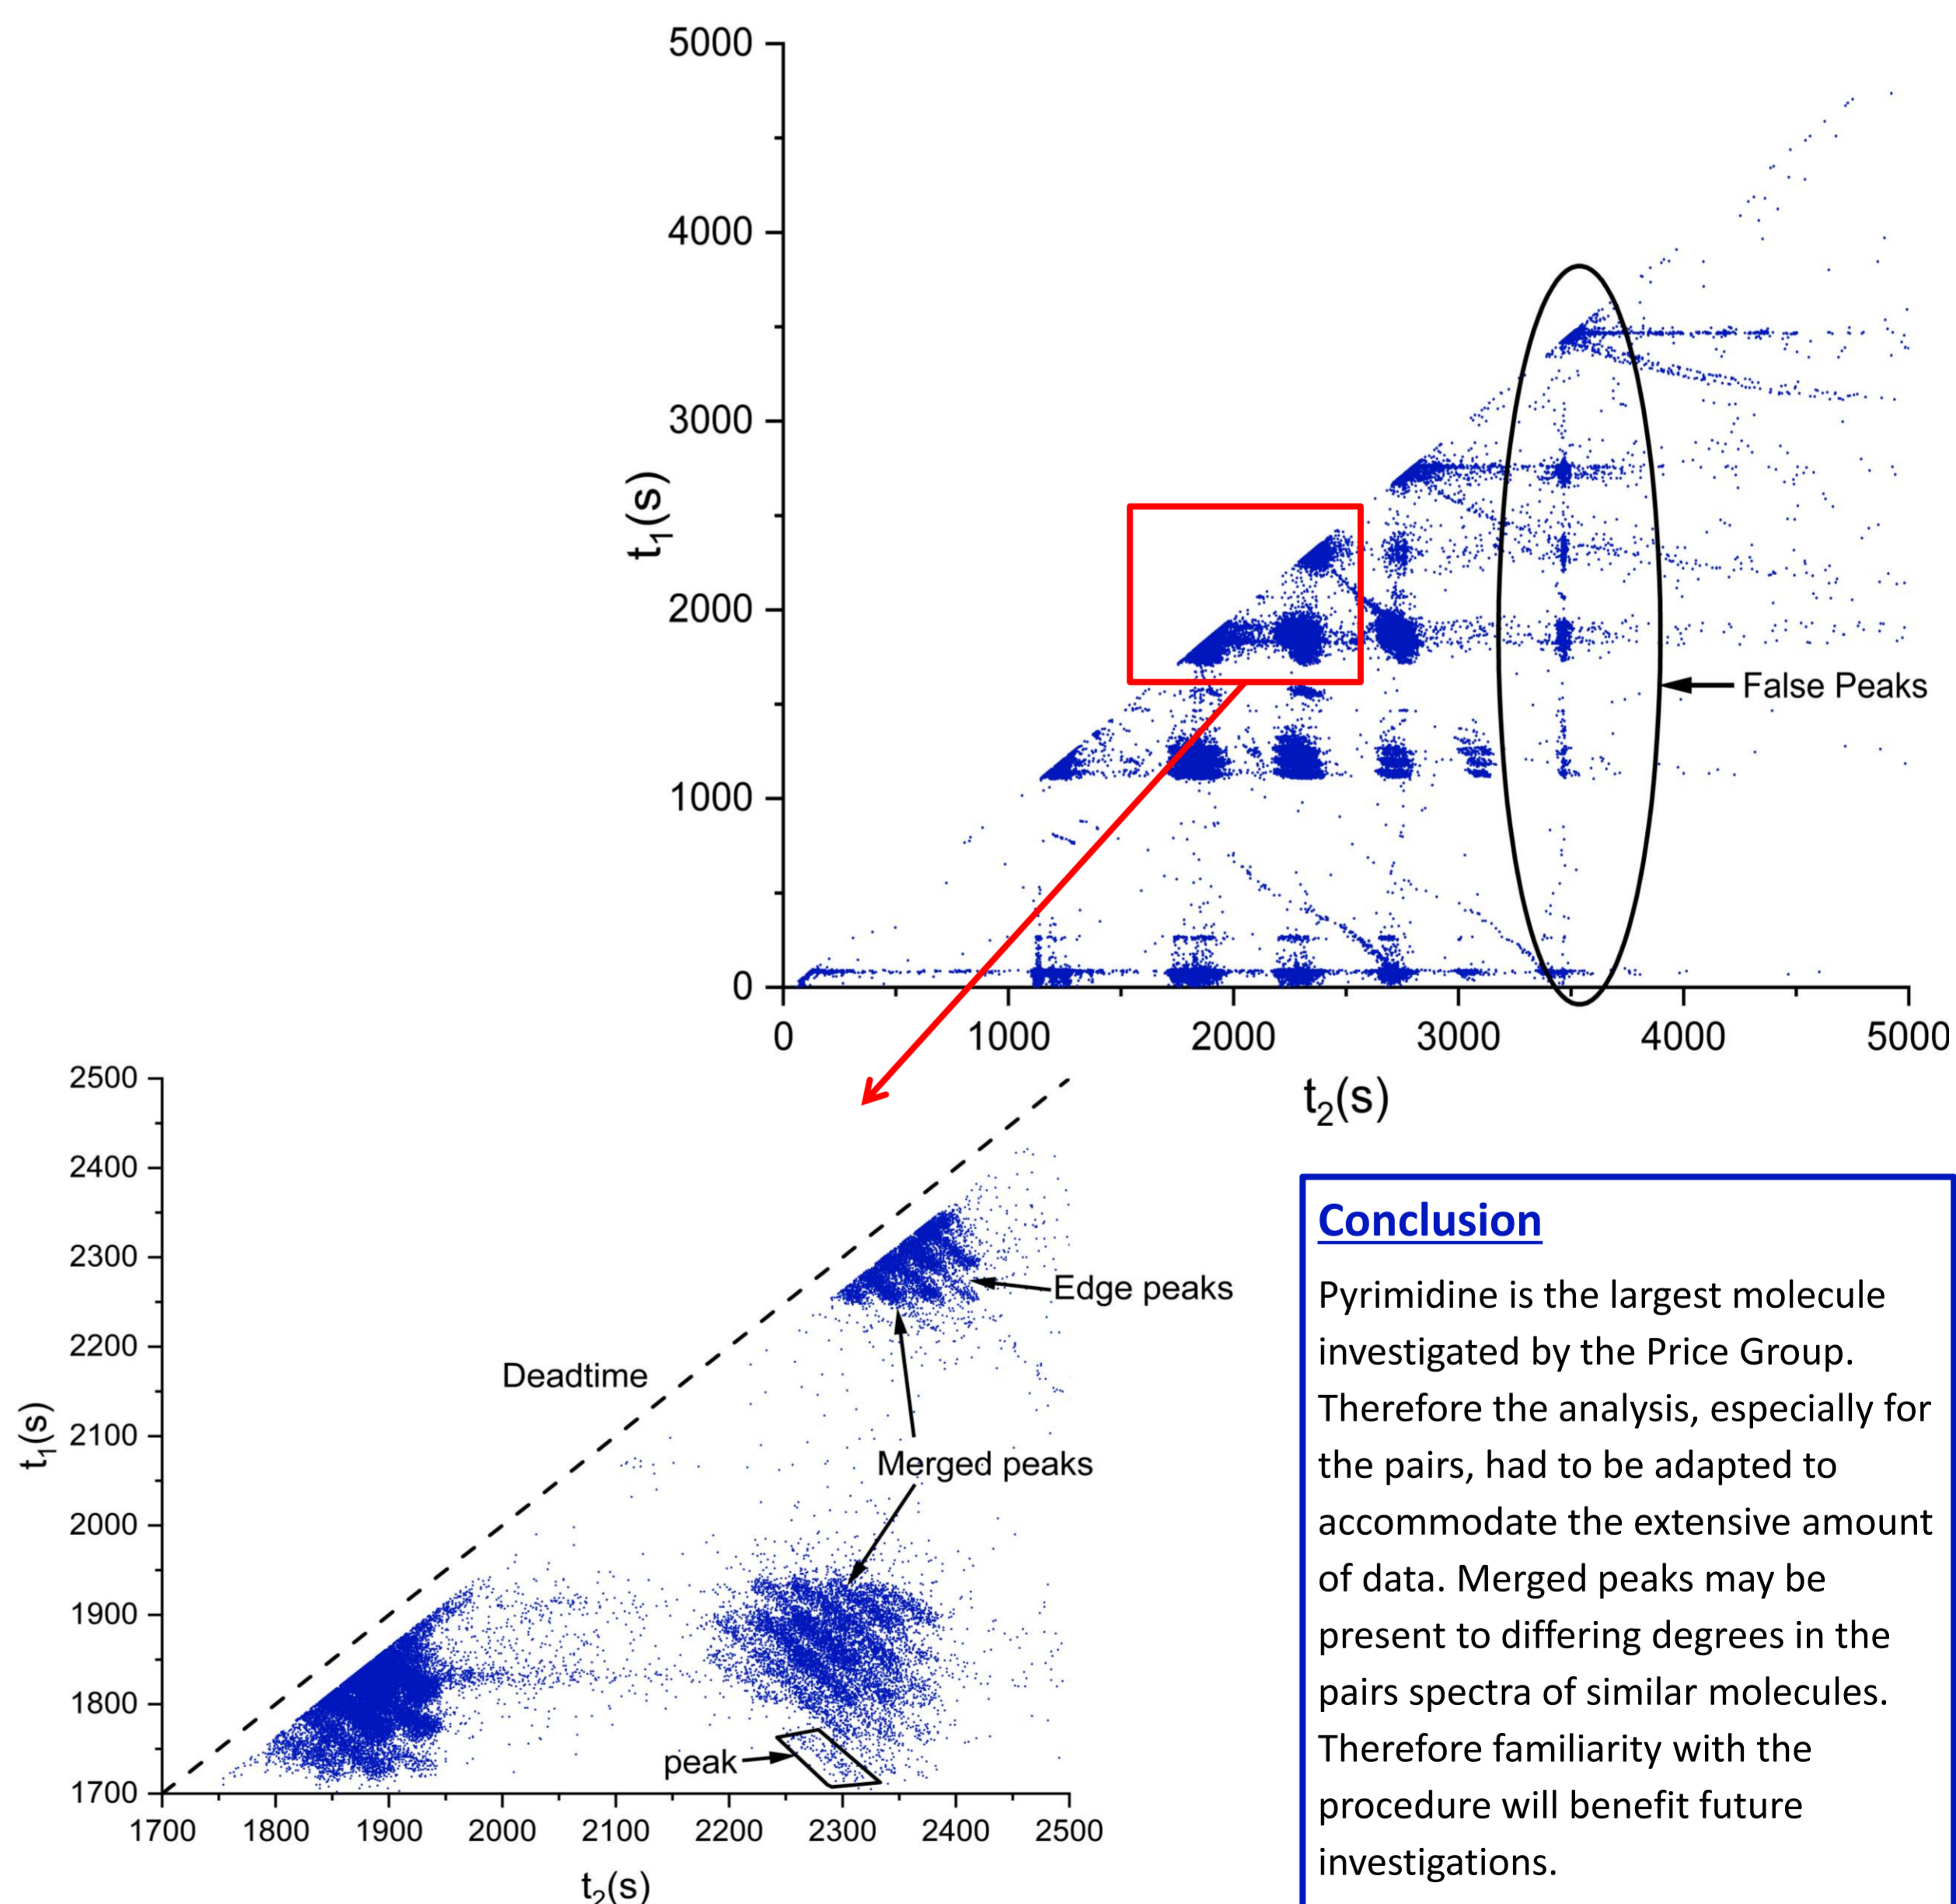 5000
4000
3000
2000
1000
0
t₁(s)
0 1000 2000 3000 4000 5000
t₂(s)
False Peaks
2500
2400
2300
2200
2100
2000
1900
1800
1700
t₁(s)
1700 1800 1900 2000 2100 2200 2300 2400 2500
t₂(s)
Deadtime
Edge peaks
Merged peaks
peak
Conclusion
Pyrimidine is the largest molecule
investigated by the Price Group.
Therefore the analysis, especially for
the pairs, had to be adapted to
accommodate the extensive amount
of data. Merged peaks may be
present to differing degrees in the
pairs spectra of similar molecules.
Therefore familiarity with the
procedure will benefit future
investigations.